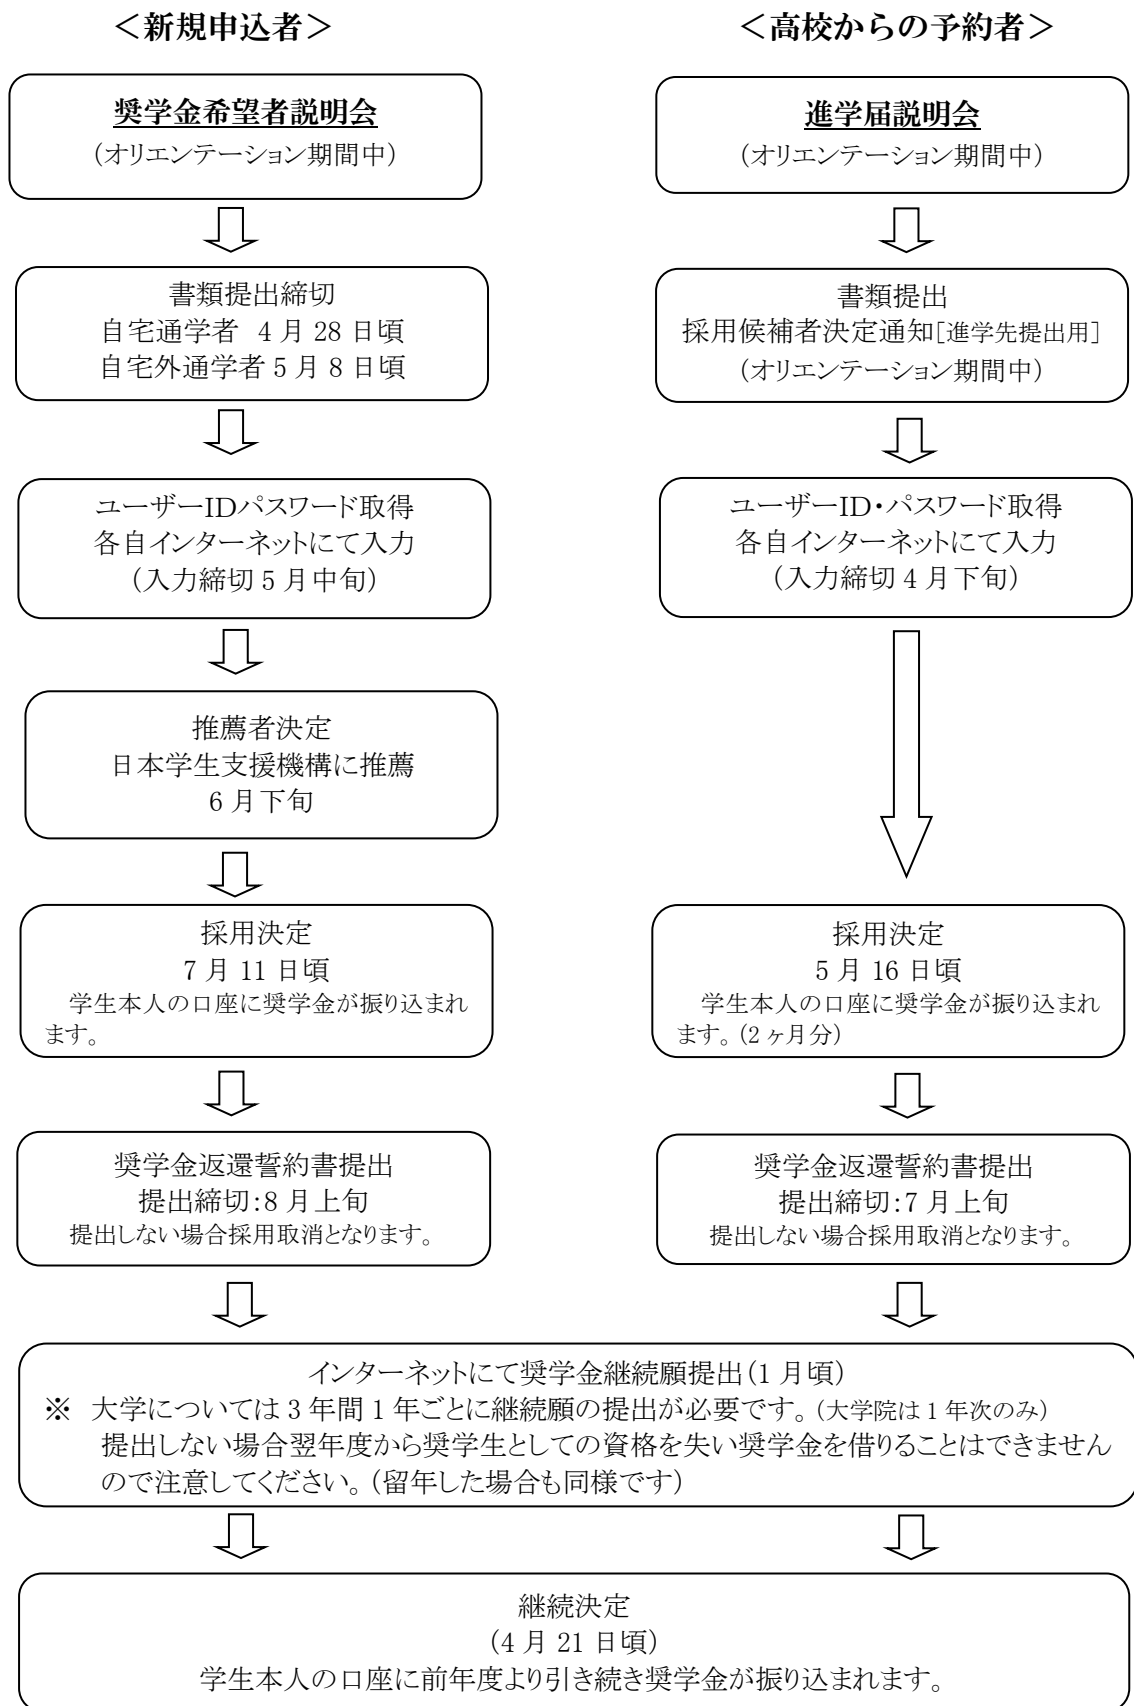 ＜新規申込者＞
奨学金希望者説明会
（オリエンテーション期間中）
書類提出締切
自宅通学者 4月28日頃
自宅外通学者5月8日頃
ユーザーIDパスワード取得
各自インターネットにて入力
（入力締切5月中旬）
推薦者決定
日本学生支援機構に推薦
6月下旬
採用決定
7月11日頃
学生本人の口座に奨学金が振り込まれ
ます。
奨学金返還誓約書提出
提出締切：8月上旬
提出しない場合採用取消となります。
＜高校からの予約者＞
進学届説明会
（オリエンテーション期間中）
書類提出
採用候補者決定通知［進学先提出用］
（オリエンテーション期間中）
ユーザーID・パスワード取得
各自インターネットにて入力
（入力締切4月下旬）
採用決定
5月16日頃
学生本人の口座に奨学金が振り込まれ
ます。（2ヶ月分）
奨学金返還誓約書提出
提出締切：7月上旬
提出しない場合採用取消となります。
インターネットにて奨学金継続願提出（1月頃）
※ 大学については3年間1年ごとに継続願の提出が必要です。（大学院は1年次のみ）
提出しない場合翌年度から奨学生としての資格を失い奨学金を借りることはできません
ので注意してください。（留年した場合も同様です）
継続決定
（4月21日頃）
学生本人の口座に前年度より引き続き奨学金が振り込まれます。